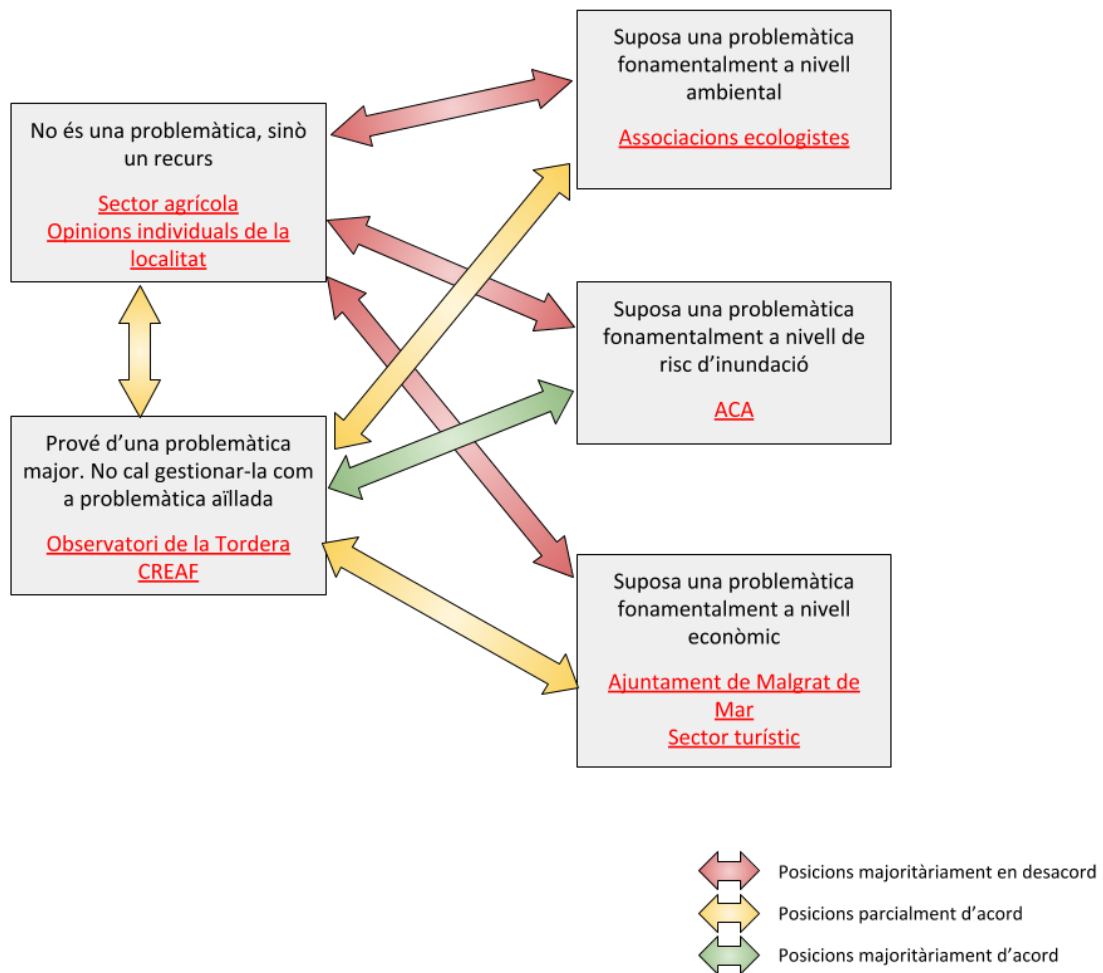 Suposa una problemàtica
fonamentalment a nivell
ambiental
Associacions ecologistes
No és una problemàtica, sinò
un recurs
Sector agrícola
Opinions individuals de la
localitat
Suposa una problemàtica
fonamentalment a nivell de
risc d’inundació
ACA
Prové d’una problemàtica
major. No cal gestionar-la com
a problemàtica aïllada
Observatori de la Tordera
CREAF
Suposa una problemàtica
fonamentalment a nivell
econòmic
Ajuntament de Malgrat de
Mar
Sector turístic
Posicions majoritàriament en desacord
Posicions parcialment d’acord
Posicions majoritàriament d’acord